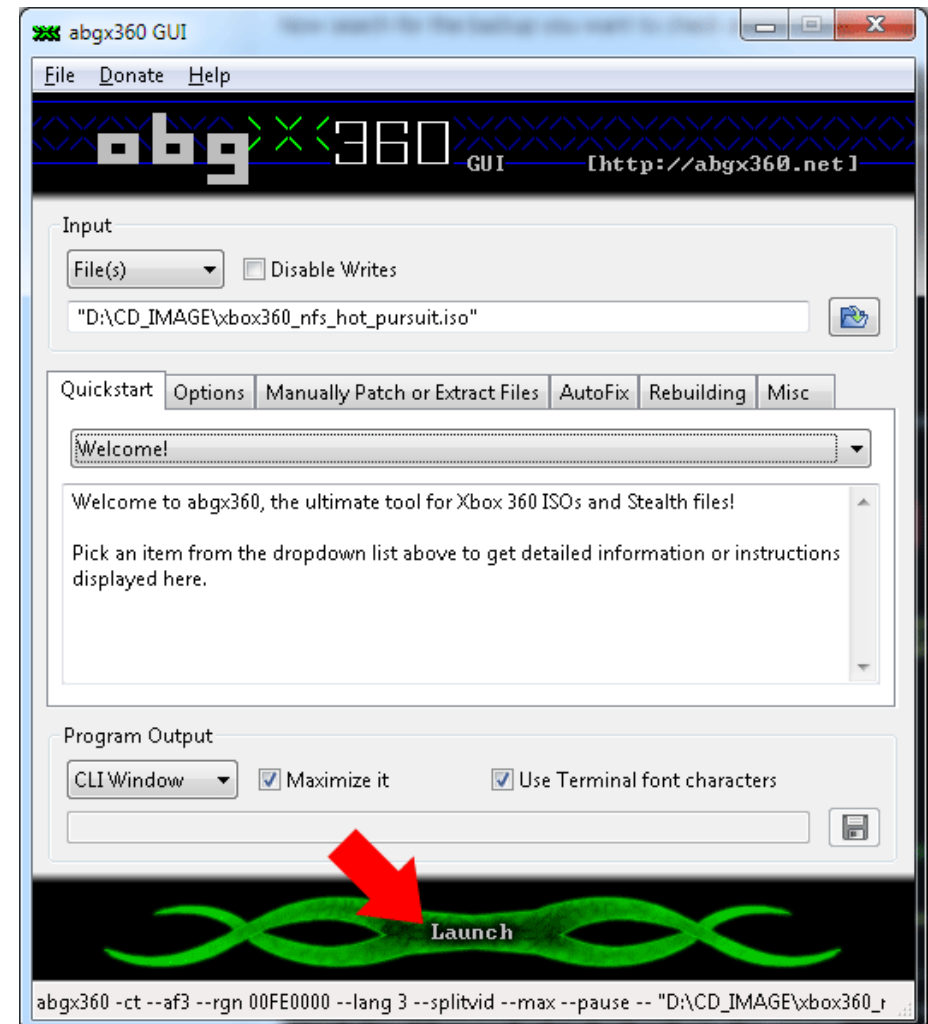 abgx360 GUI
File Donate Help
abgx360 GUI [http://abgx360.net]
Input
File(s) Disable Writes
"D:\CD_IMAGE\xbox360_nfs_hot_pursuit.iso"
Quickstart Options Manually Patch or Extract Files AutoFix Rebuilding Misc
Welcome!
Welcome to abgx360, the ultimate tool for Xbox 360 ISOs and Stealth files!
Pick an item from the dropdown list above to get detailed information or instructions
displayed here.
Program Output
CLI Window Maximize it Use Terminal font characters
Launch
abgx360 -ct --af3 --rgn 00FE0000 --lang 3 --splitvid --max --pause -- "D:\CD_IMAGE\xbox360_r